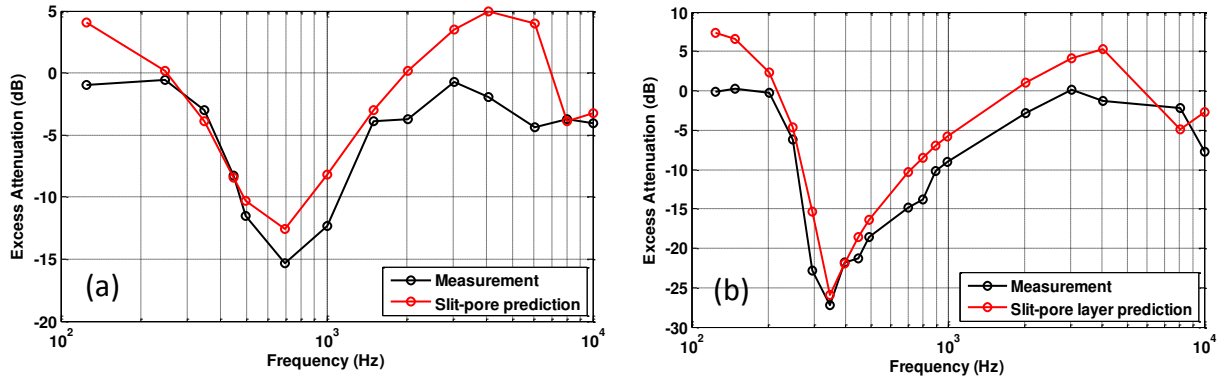 5
0
-5
-10
-15
-20
Excess Attenuation (dB)
(a)
Measurement
Slit-pore prediction
10^2
10^3
10^4
Frequency (Hz)
10
5
0
-5
-10
-15
-20
-25
-30
Excess Attenuation (dB)
(b)
Measurement
Slit-pore layer prediction
10^2
10^3
10^4
Frequency (Hz)